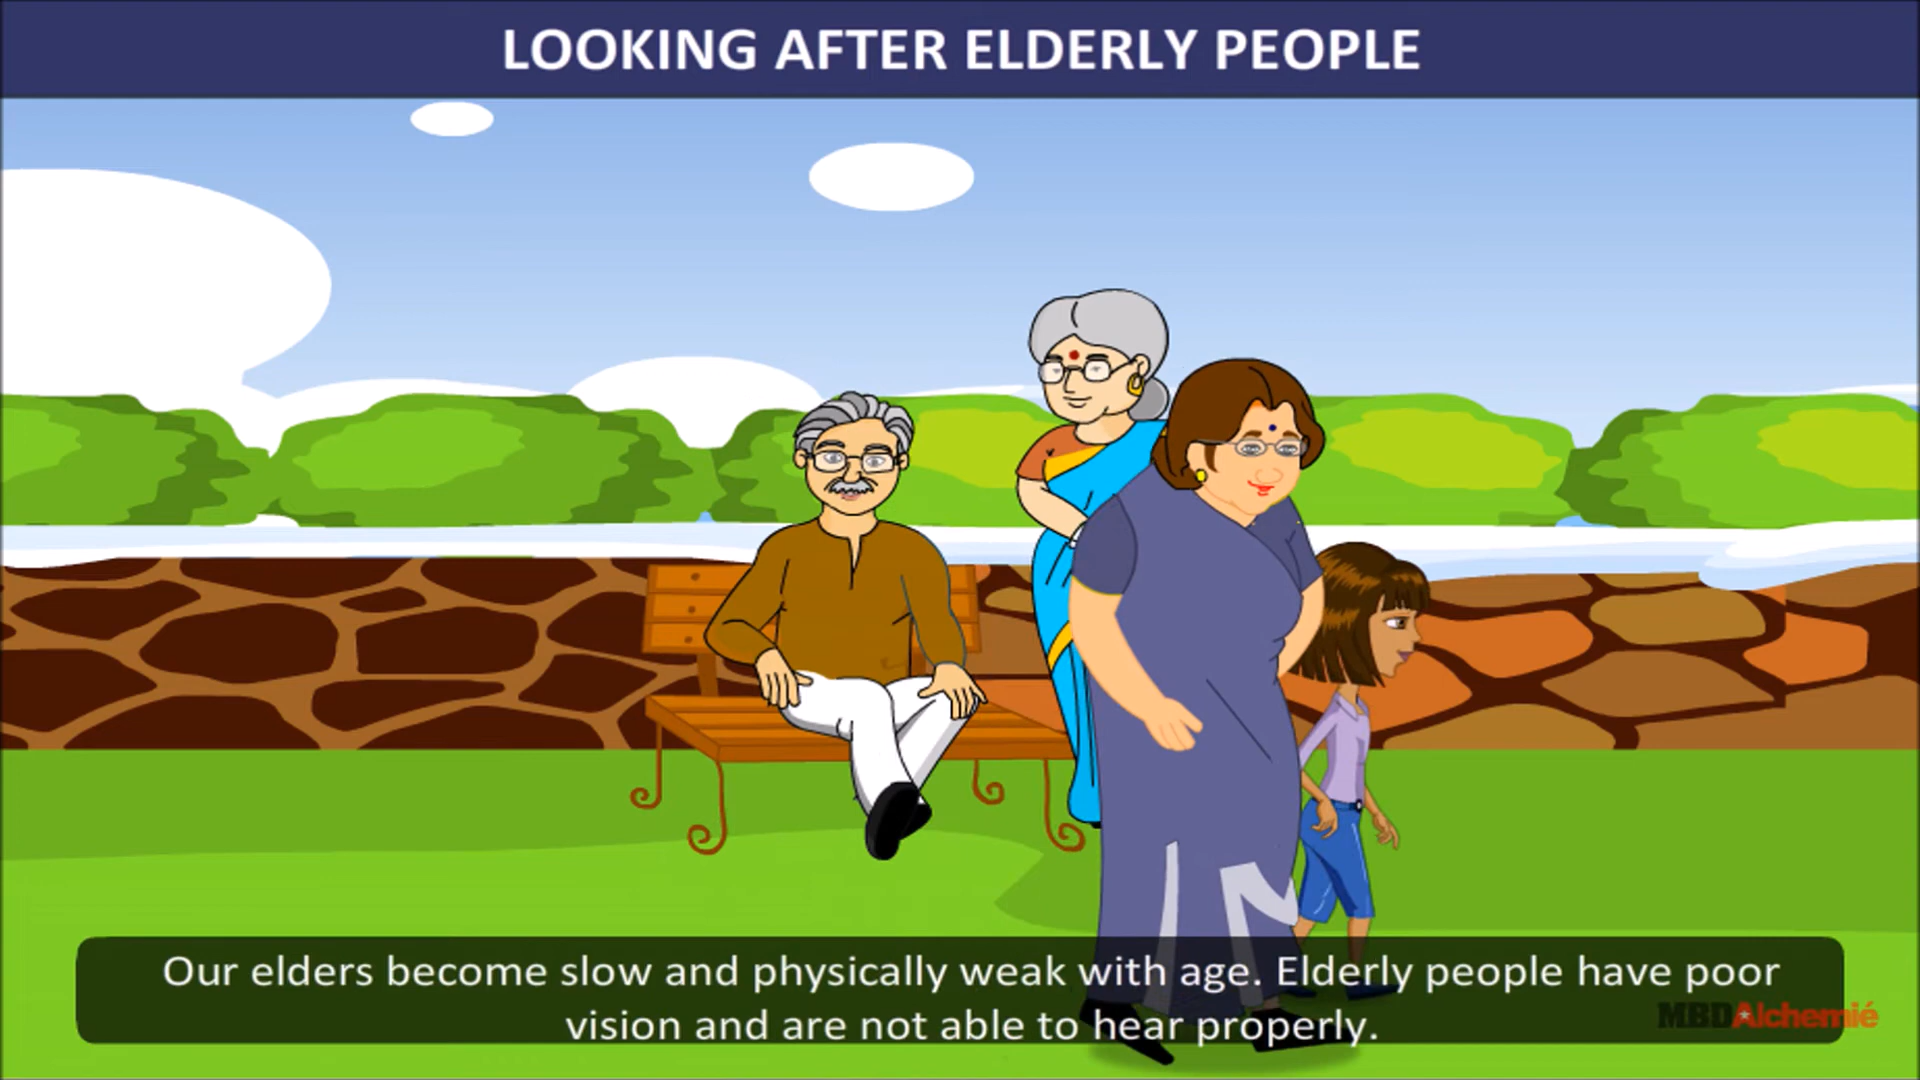 LOOKING AFTER ELDERLY PEOPLE
Our elders become slow and physically weak with age. Elderly people have poor
vision and are not able to hear properly.
MBDAlchemié